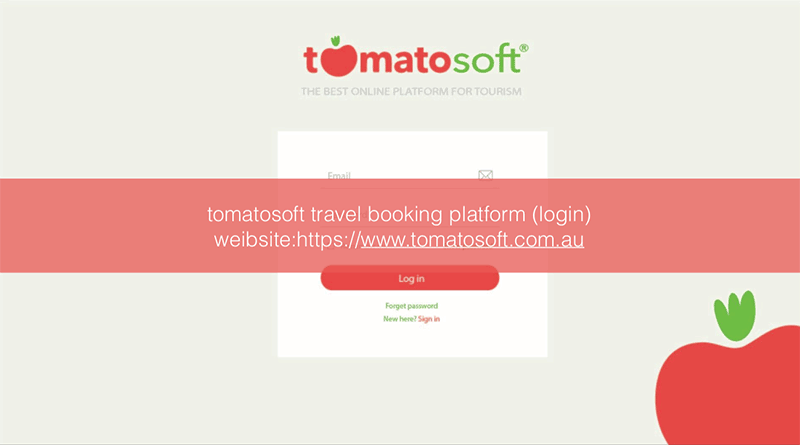 tomatosoft®
THE BEST ONLINE PLATFORM FOR TOURISM
Email
tomatosoft travel booking platform (login)
weibsite:https://www.tomatosoft.com.au
Log in
Forget password
New here? Sign in